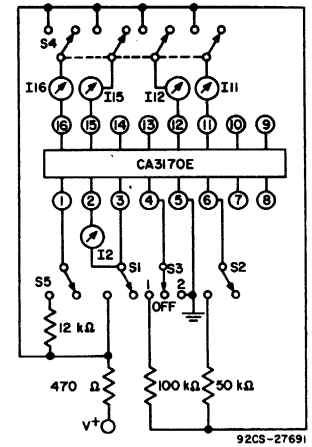 S4
I16 I15 I12 I11
16 15 14 13 12 11 10 9
CA3170E
1 2 3 4 5 6 7 8
I2
S5 S1 S3 S2
1 2
OFF
12 kΩ
470 Ω 100 kΩ 50 kΩ
V+
92CS-27691